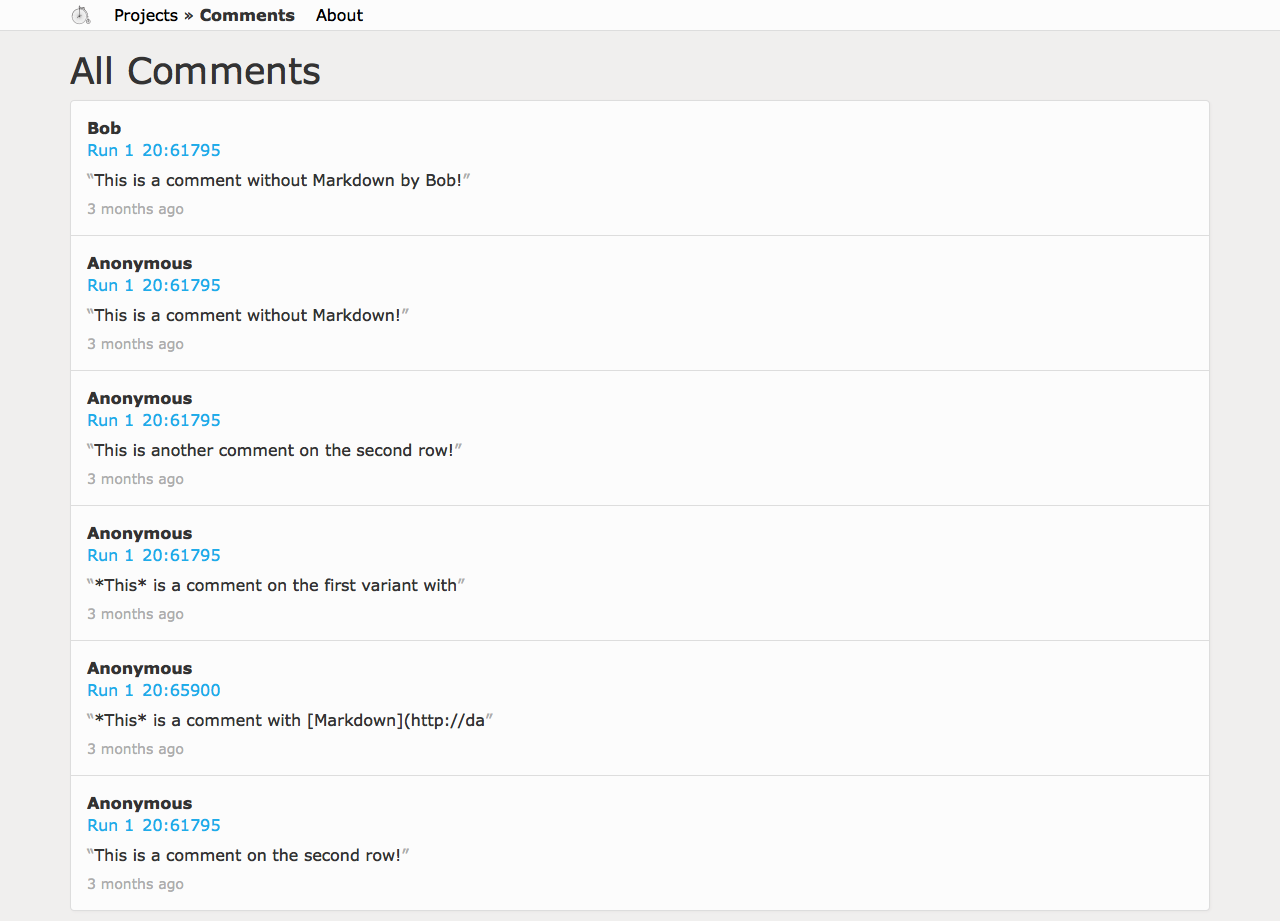 Projects » Comments About
All Comments
Bob
Run 1 20:61795
“This is a comment without Markdown by Bob!”
3 months ago
Anonymous
Run 1 20:61795
“This is a comment without Markdown!”
3 months ago
Anonymous
Run 1 20:61795
“This is another comment on the second row!”
3 months ago
Anonymous
Run 1 20:61795
“*This* is a comment on the first variant with”
3 months ago
Anonymous
Run 1 20:65900
“*This* is a comment with [Markdown](http://da”
3 months ago
Anonymous
Run 1 20:61795
“This is a comment on the second row!”
3 months ago